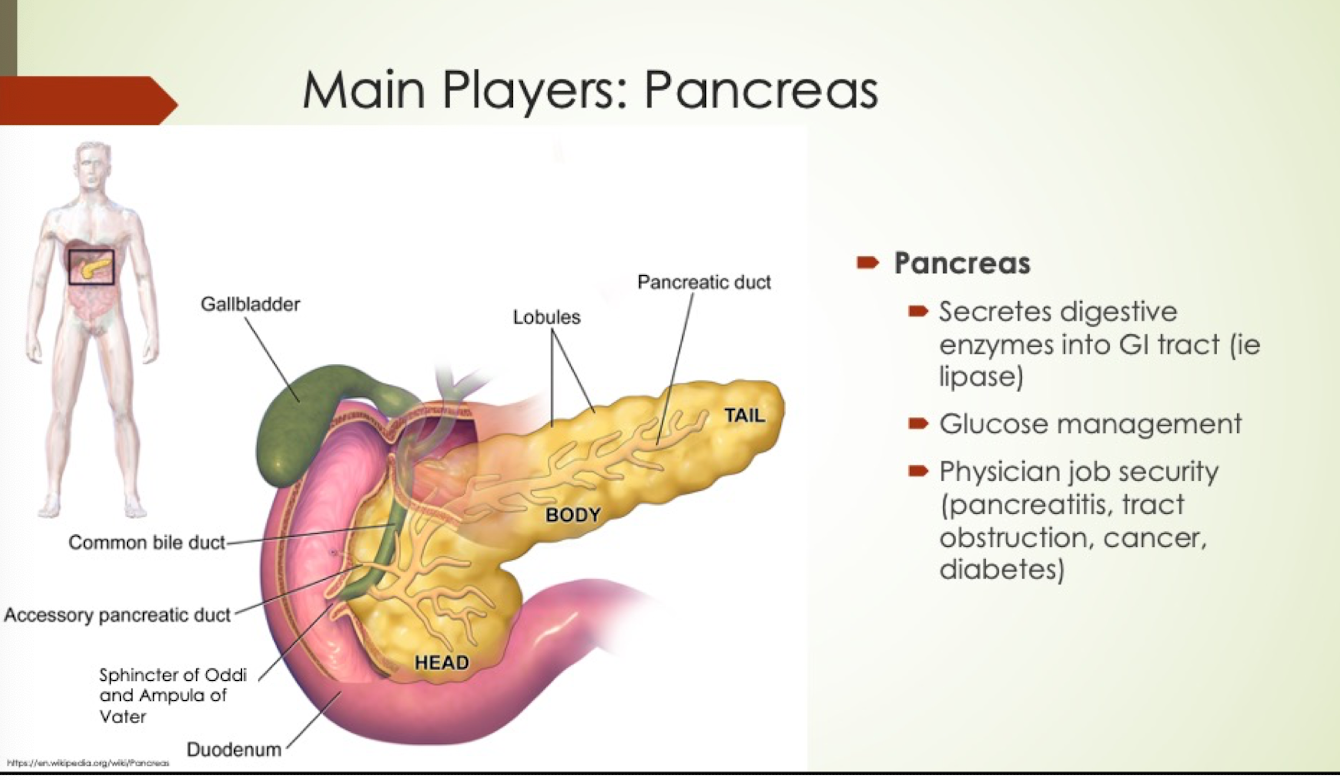 Main Players: Pancreas
Gallbladder
Lobules
Pancreatic duct
TAIL
BODY
HEAD
Common bile duct
Accessory pancreatic duct
Sphincter of Oddi
and Ampula of
Vater
Duodenum
https://en.wikipedia.org/wiki/Pancreas
Pancreas
Secretes digestive
enzymes into GI tract (ie
lipase)
Glucose management
Physician job security
(pancreatitis, tract
obstruction, cancer,
diabetes)